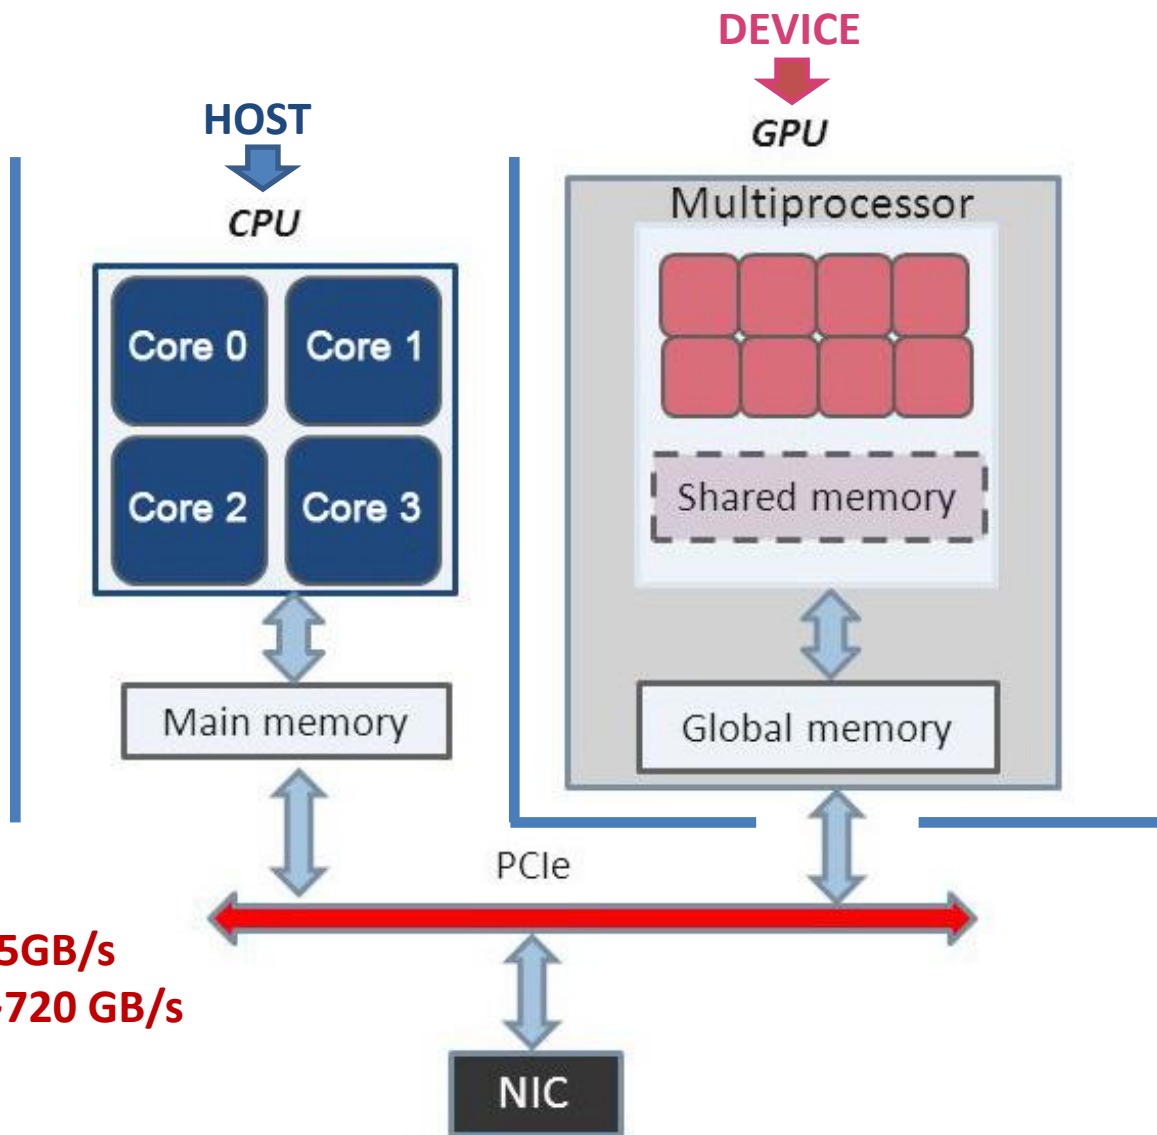 DEVICE
HOST
GPU
CPU
Multiprocessor
Core 0
Core 1
Core 2
Core 3
Shared memory
Main memory
Global memory
PCIe
5GB/s
720 GB/s
NIC